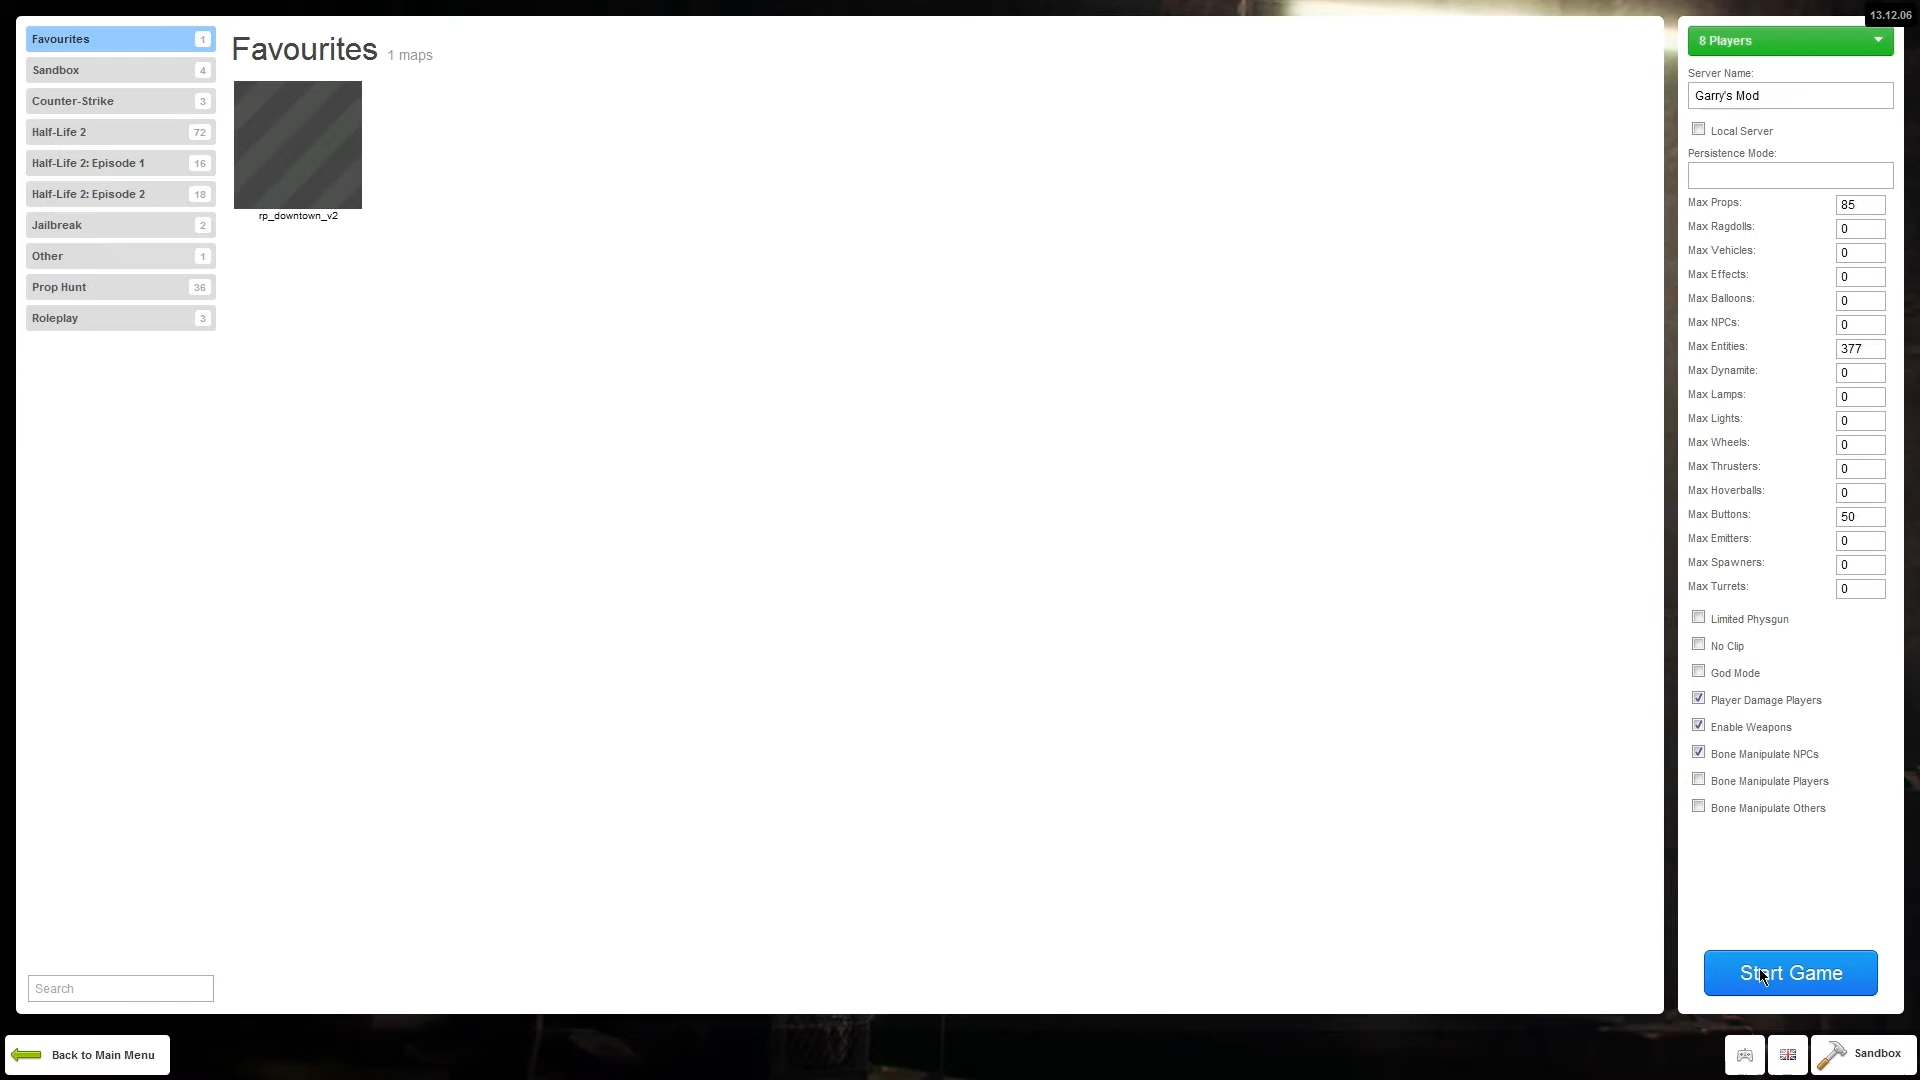 13.12.06
Favourites 1
Sandbox 4
Counter-Strike 3
Half-Life 2 72
Half-Life 2: Episode 1 16
Half-Life 2: Episode 2 18
Jailbreak 2
Other 1
Prop Hunt 36
Roleplay 3
Search
Favourites 1 maps
rp_downtown_v2
8 Players
Server Name:
Garry's Mod
Local Server
Persistence Mode:
Max Props: 85
Max Ragdolls: 0
Max Vehicles: 0
Max Effects: 0
Max Balloons: 0
Max NPCs: 0
Max Entities: 377
Max Dynamite: 0
Max Lamps: 0
Max Lights: 0
Max Wheels: 0
Max Thrusters: 0
Max Hoverballs: 0
Max Buttons: 50
Max Emitters: 0
Max Spawners: 0
Max Turrets: 0
Limited Physgun
No Clip
God Mode
Player Damage Players
Enable Weapons
Bone Manipulate NPCs
Bone Manipulate Players
Bone Manipulate Others
Start Game
Back to Main Menu
Sandbox